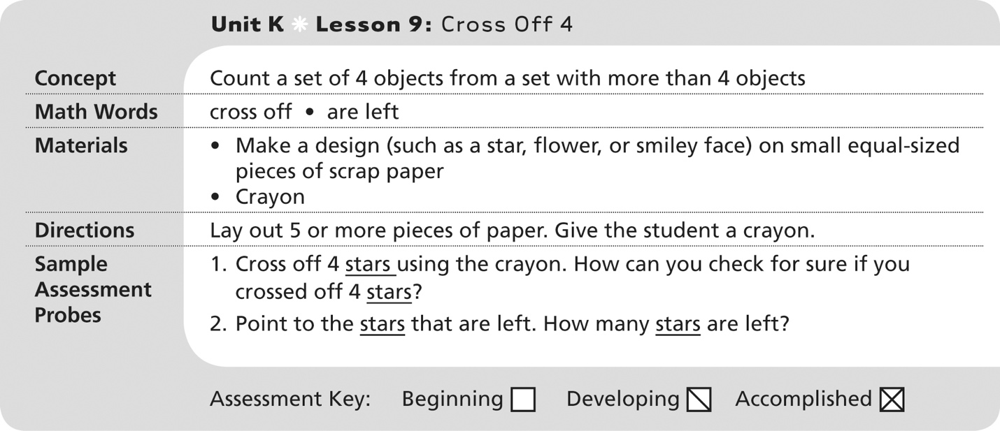 Unit K ✳ Lesson 9: Cross Off 4
Concept Count a set of 4 objects from a set with more than 4 objects
Math Words cross off • are left
Materials • Make a design (such as a star, flower, or smiley face) on small equal-sized
pieces of scrap paper
• Crayon
Directions Lay out 5 or more pieces of paper. Give the student a crayon.
Sample
Assessment
Probes
1. Cross off 4 stars using the crayon. How can you check for sure if you
crossed off 4 stars?
2. Point to the stars that are left. How many stars are left?
Assessment Key: Beginning Developing Accomplished